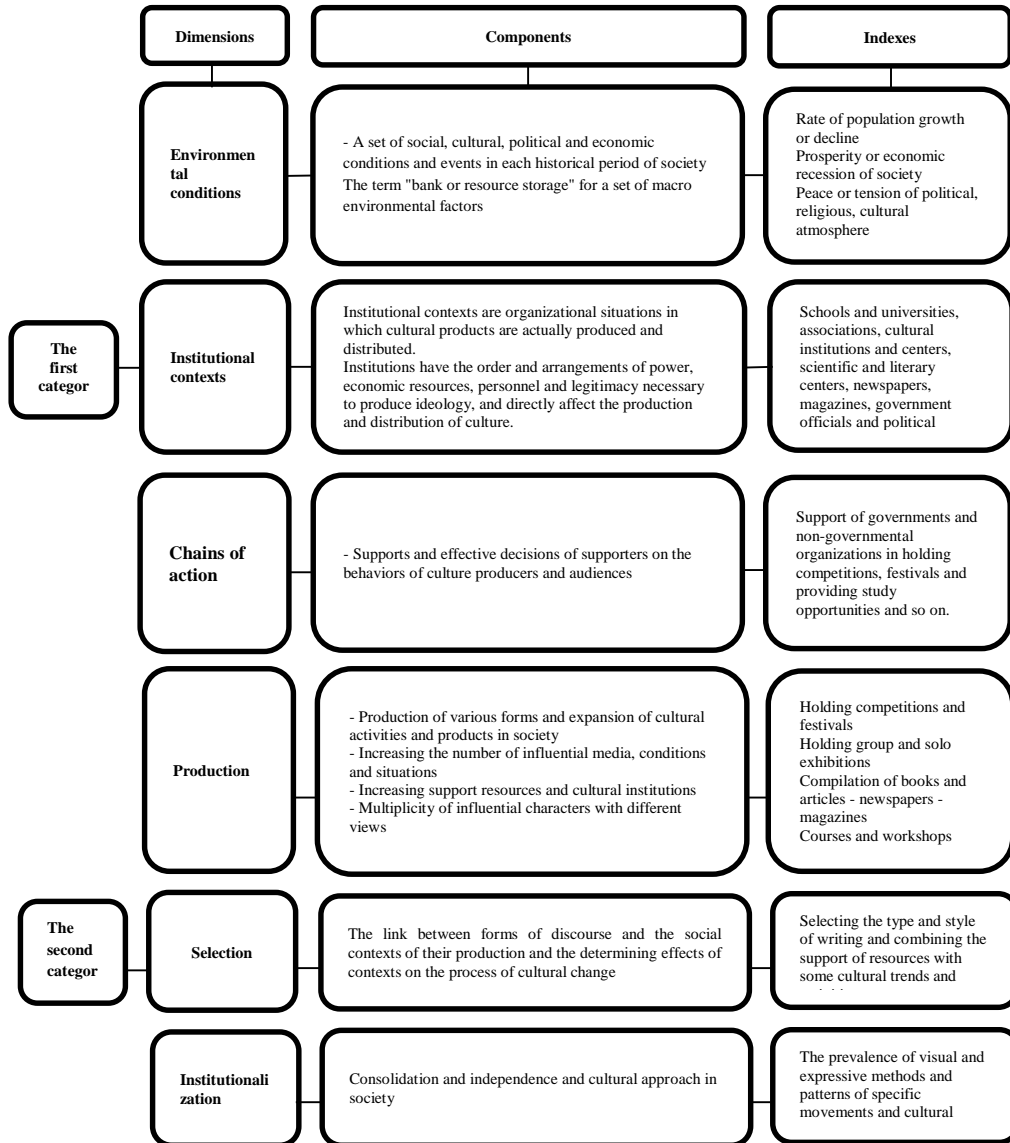 Dimensions
Components
Indexes
Environmen
tal conditions
- A set of social, cultural, political and economic
conditions and events in each historical period of society
The term "bank or resource storage" for a set of macro
environmental factors
Rate of population growth
or decline
Prosperity or economic
recession of society
Peace or tension of political,
religious, cultural
atmosphere
The
first
categor
Institutional
contexts
Institutional contexts are organizational situations in
which cultural products are actually produced and
distributed.
Institutions have the order and arrangements of power,
economic resources, personnel and legitimacy necessary
to produce ideology, and directly affect the production
and distribution of culture.
Schools and universities,
associations, cultural
institutions and centers,
scientific and literary
centers, newspapers,
magazines, government
officials and political
Chains of
action
- Supports and effective decisions of supporters on the
behaviors of culture producers and audiences
Support of governments and
non-governmental
organizations in holding
competitions, festivals and
providing study
opportunities and so on.
Production
- Production of various forms and expansion of cultural
activities and products in society
- Increasing the number of influential media, conditions
and situations
- Increasing support resources and cultural institutions
- Multiplicity of influential characters with different
views
Holding competitions and
festivals
Holding group and solo
exhibitions
Compilation of books and
articles - newspapers -
magazines
Courses and workshops
The
second
categor
Selection
The link between forms of discourse and the social
contexts of their production and the determining effects of
contexts on the process of cultural change
Selecting the type and style
of writing and combining the
support of resources with
some cultural trends and
Institutionali
zation
Consolidation and independence and cultural approach in
society
The prevalence of visual and
expressive methods and
patterns of specific
movements and cultural